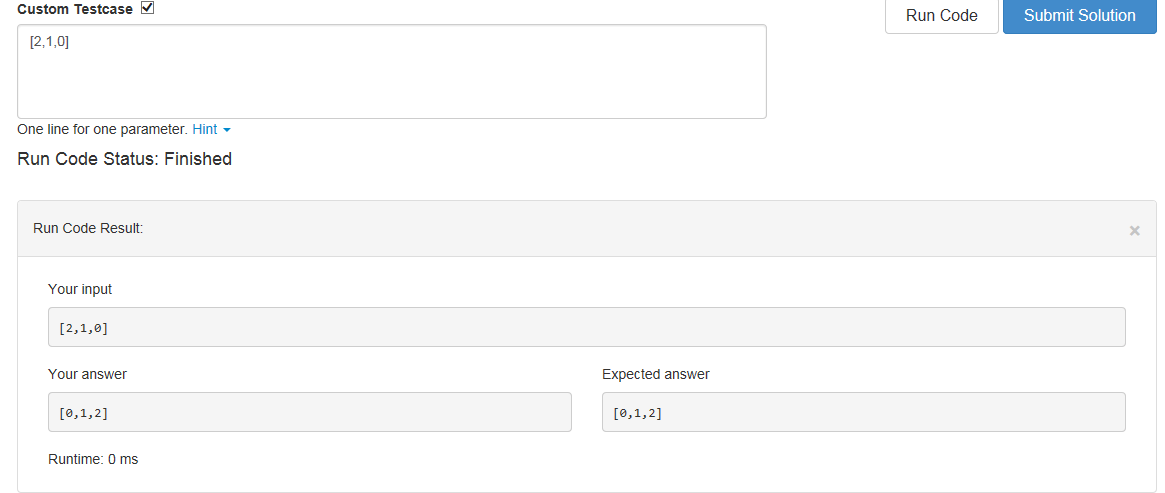 Custom Testcase
Run Code
Submit Solution
[2,1,0]
One line for one parameter. Hint
Run Code Status: Finished
Run Code Result:
×
Your input
[2,1,0]
Your answer
Expected answer
[0,1,2]
[0,1,2]
Runtime: 0 ms